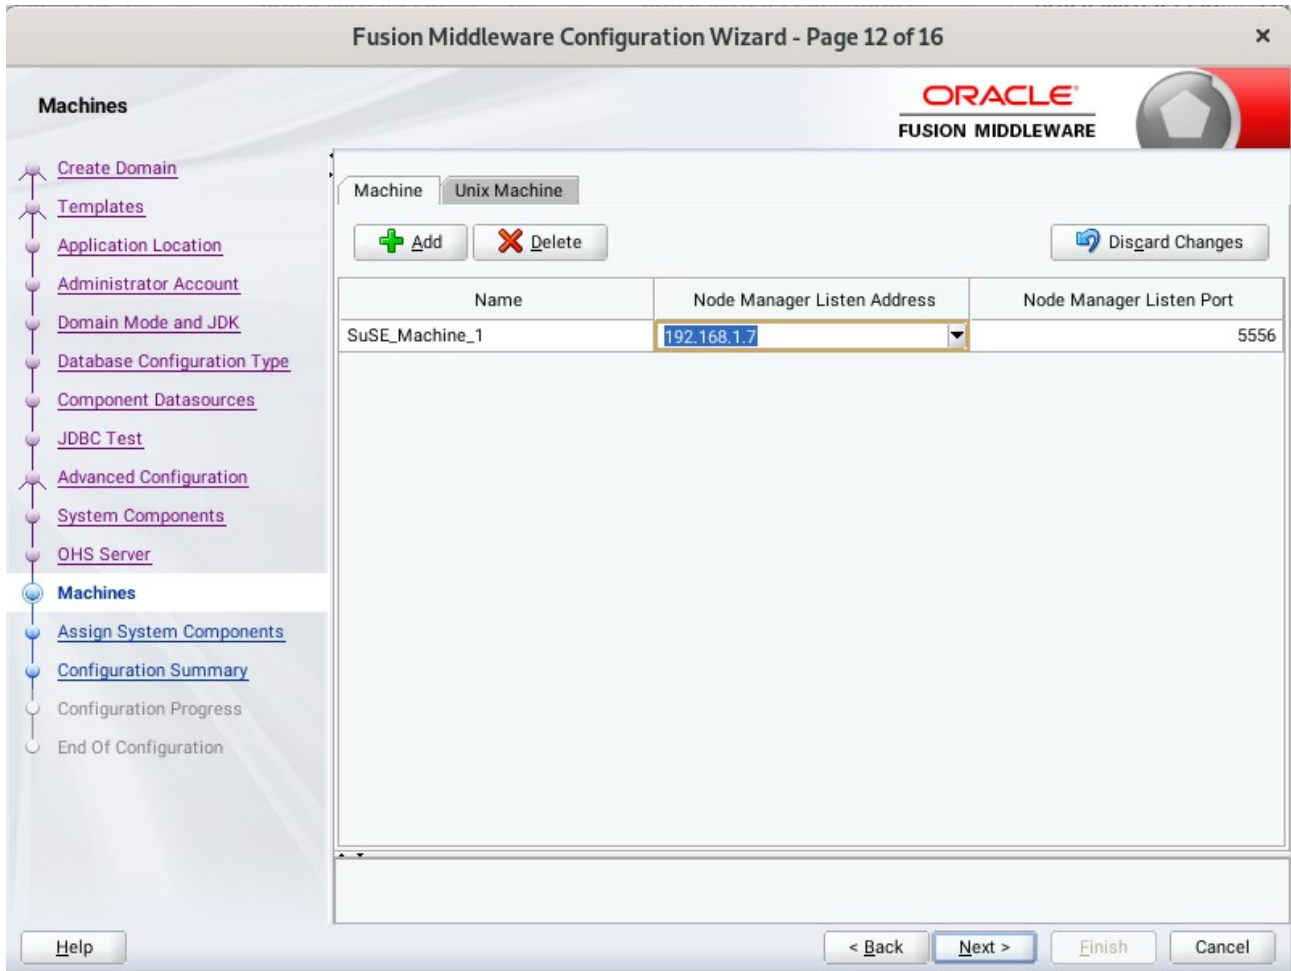 Fusion Middleware Configuration Wizard - Page 12 of 16
Machines
ORACLE
FUSION MIDDLEWARE
Create Domain
Templates
Application Location
Administrator Account
Domain Mode and JDK
Database Configuration Type
Component Datasources
JDBC Test
Advanced Configuration
System Components
OHS Server
Machines
Assign System Components
Configuration Summary
Configuration Progress
End Of Configuration
Machine Unix Machine
Add Delete Discard Changes
Name Node Manager Listen Address Node Manager Listen Port
SuSE_Machine_1 192.168.1.7 5556
Help < Back Next > Finish Cancel